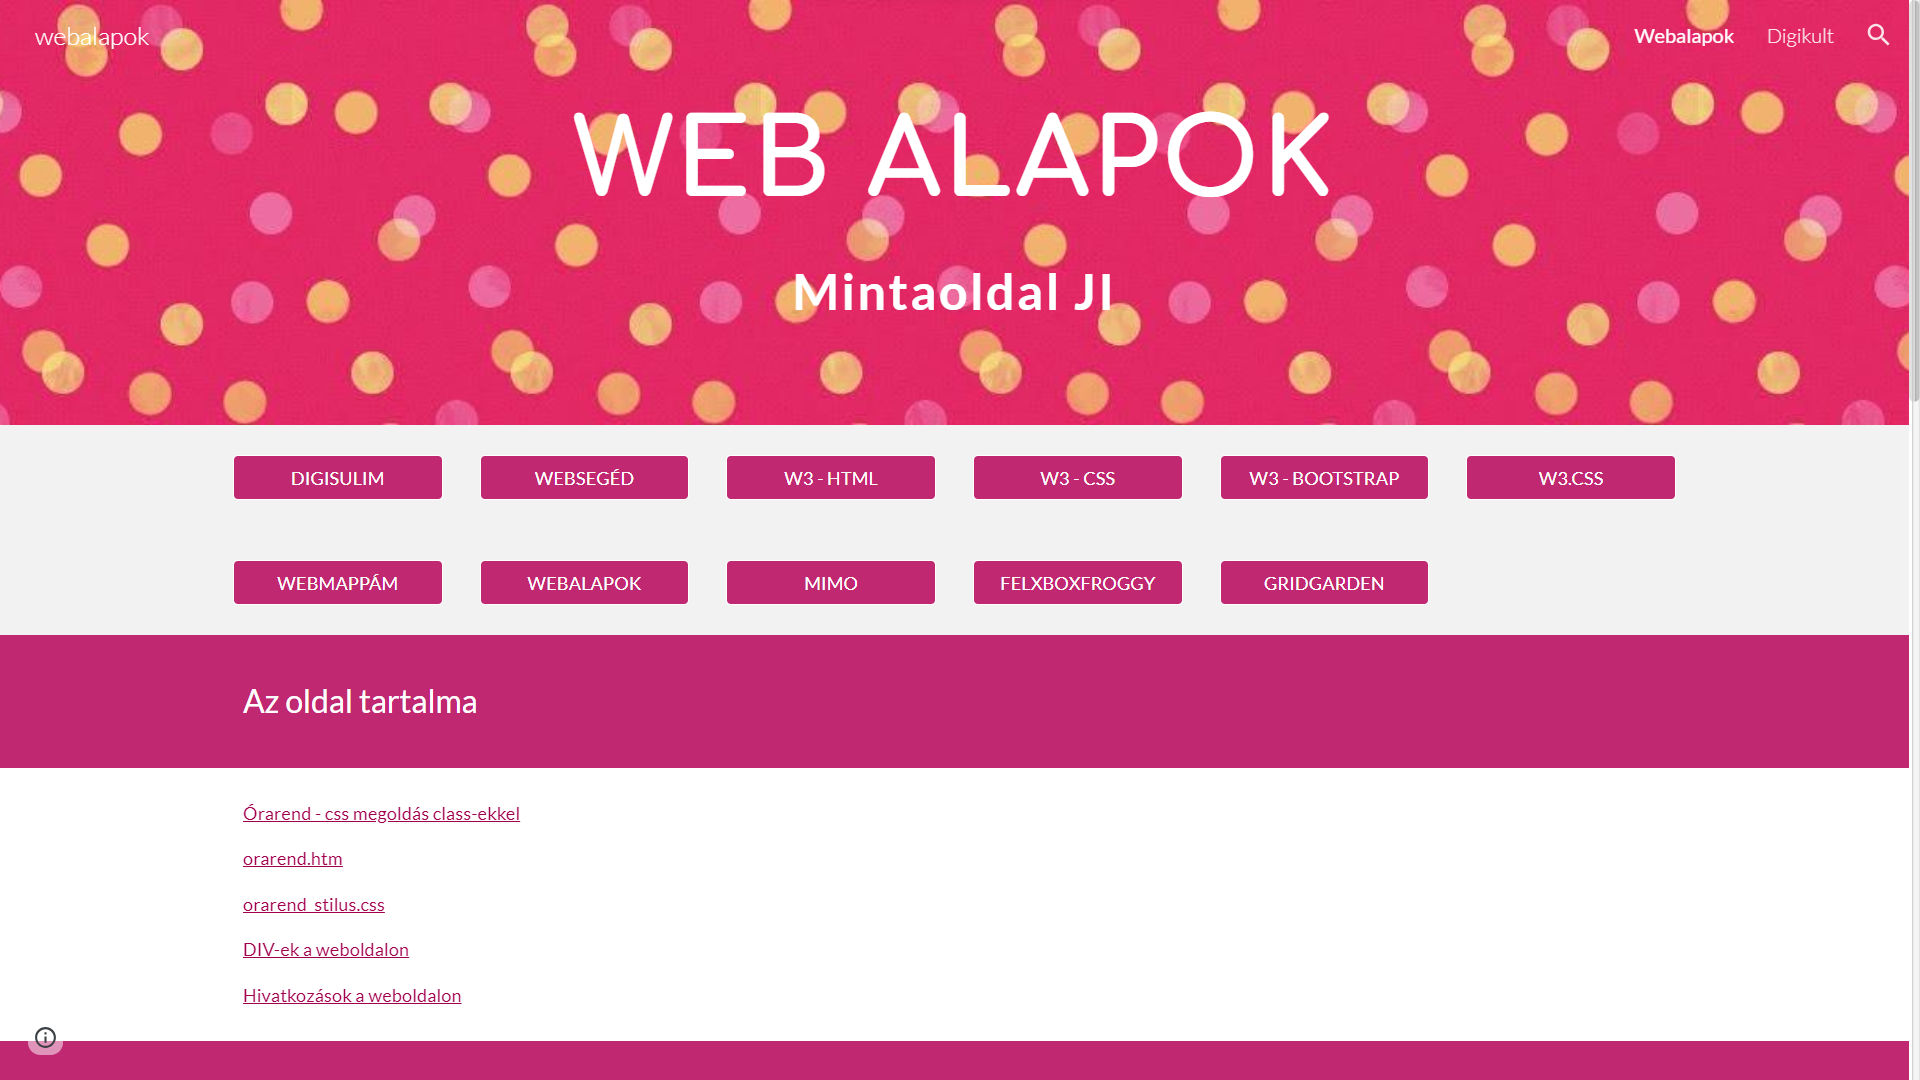 webalapok
Webalapok
Digikult
WEB ALAPOK
Mintaoldal JI
DIGISULIM
WEBSEGÉD
W3 - HTML
W3 - CSS
W3 - BOOTSTRAP
W3.CSS
WEBMAPPÁM
WEBALAPOK
MIMO
FELXBOXFROGGY
GRIDGARDEN
Az oldal tartalma
Órarend - css megoldás class-ekkel
orarend.htm
orarend_stilus.css
DIV-ek a weboldalon
Hivatkozások a weboldalon